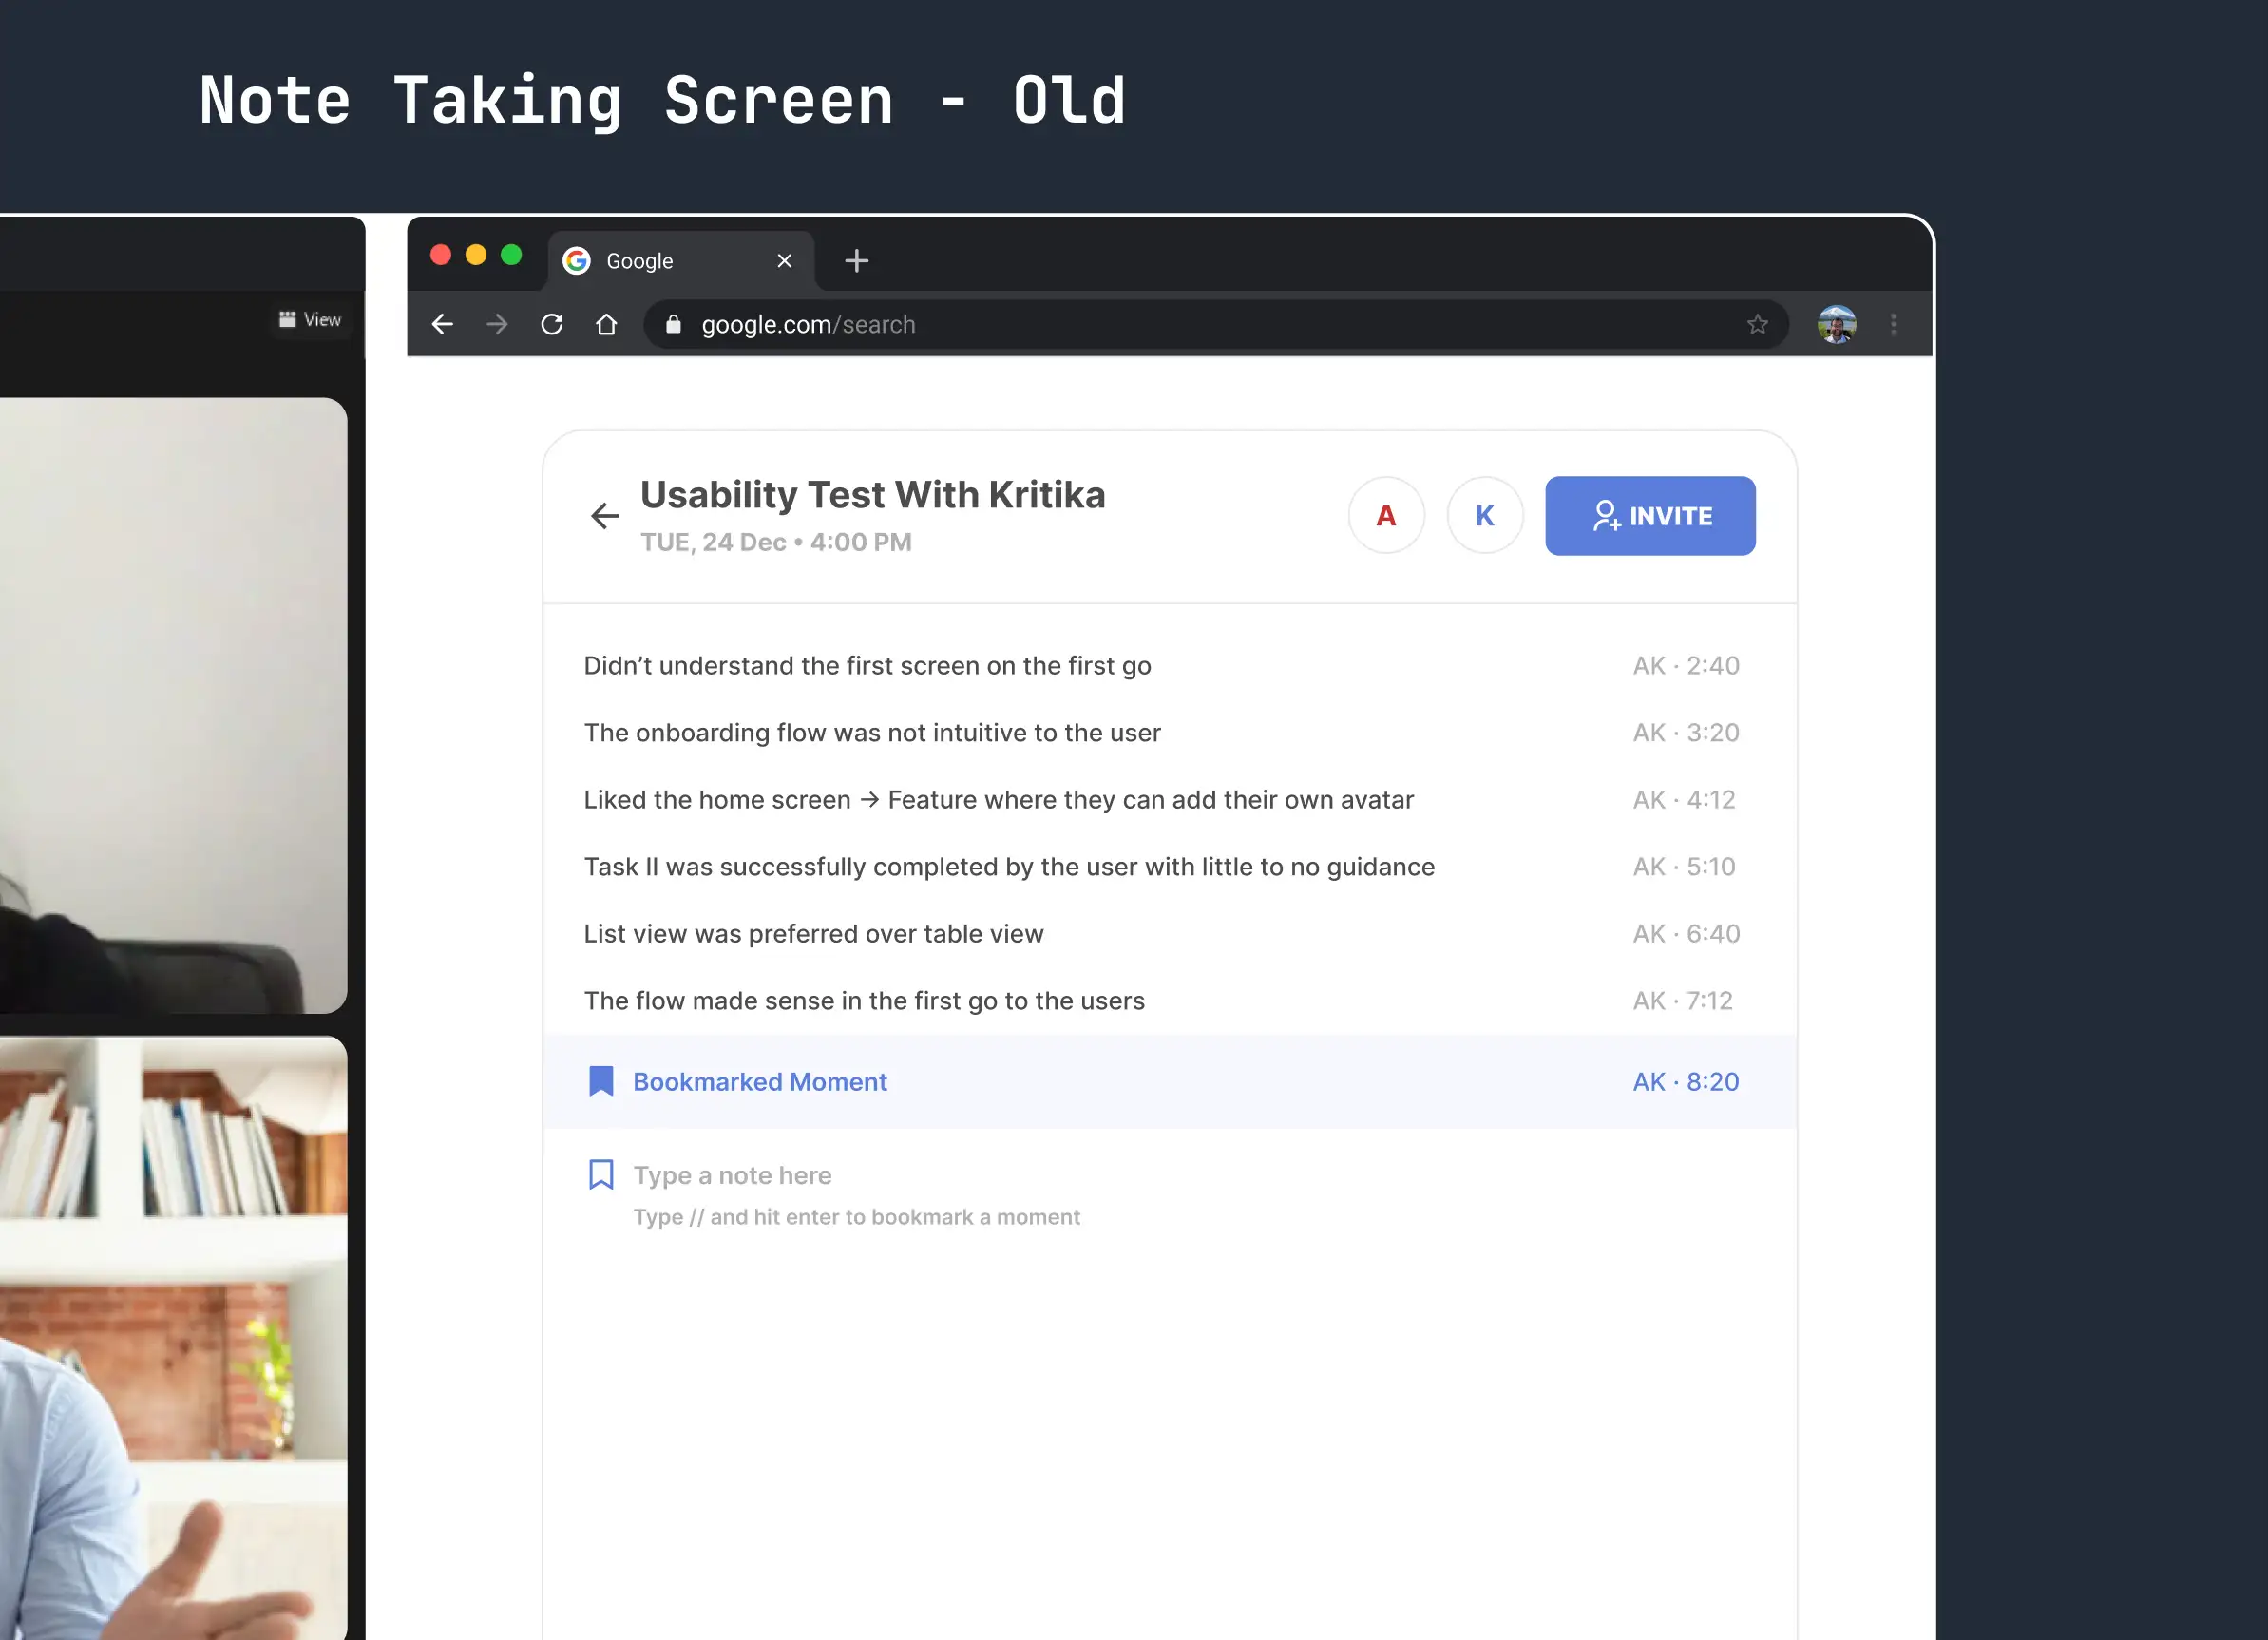 Note Taking Screen - Old
View
Google
google.com/search
Usability Test With Kritika
TUE, 24 Dec • 4:00 PM
A
K
INVITE
Didn’t understand the first screen on the first go AK · 2:40
The onboarding flow was not intuitive to the user AK · 3:20
Liked the home screen → Feature where they can add their own avatar AK · 4:12
Task II was successfully completed by the user with little to no guidance AK · 5:10
List view was preferred over table view AK · 6:40
The flow made sense in the first go to the users AK · 7:12
Bookmarked Moment AK · 8:20
Type a note here
Type // and hit enter to bookmark a moment